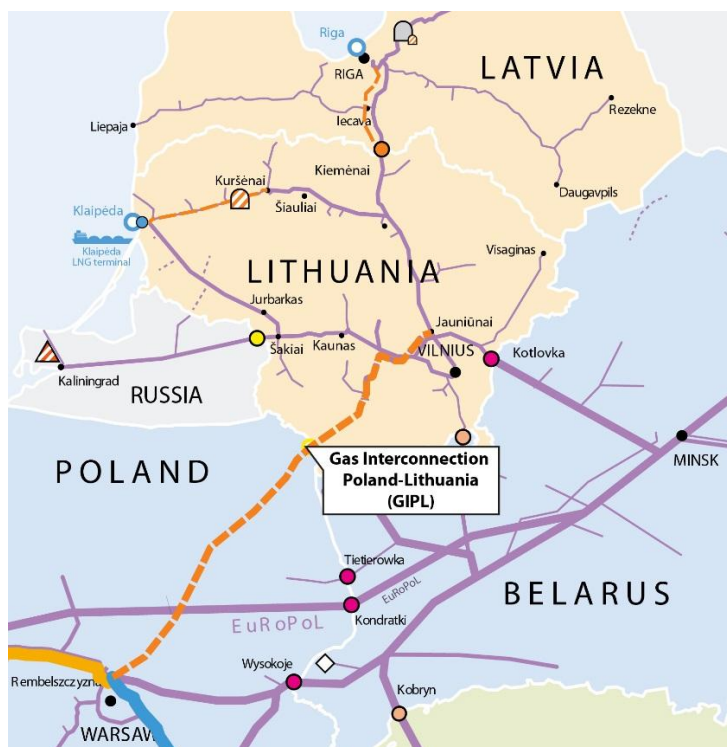 Riga
RIGA
LATVIA
Iecava
Rezekne
Liepaja
Kiemėnai
Kuršėnai
Daugavpils
Šiauliai
Klaipėda
Klaipėda
LNG terminal
Visaginas
LITHUANIA
Jurbarkas
Jauniūnai
Šakiai
Kaunas
VILNIUS
Kotlovka
Kaliningrad
RUSSIA
POLAND
Gas Interconnection
Poland-Lithuania
(GIPL)
MINSK
Tietierowka
EuRoPoL
BELARUS
EuRoPoL
Kondratki
Wysokoje
Rembelszczyzna
Kobryn
WARSAW